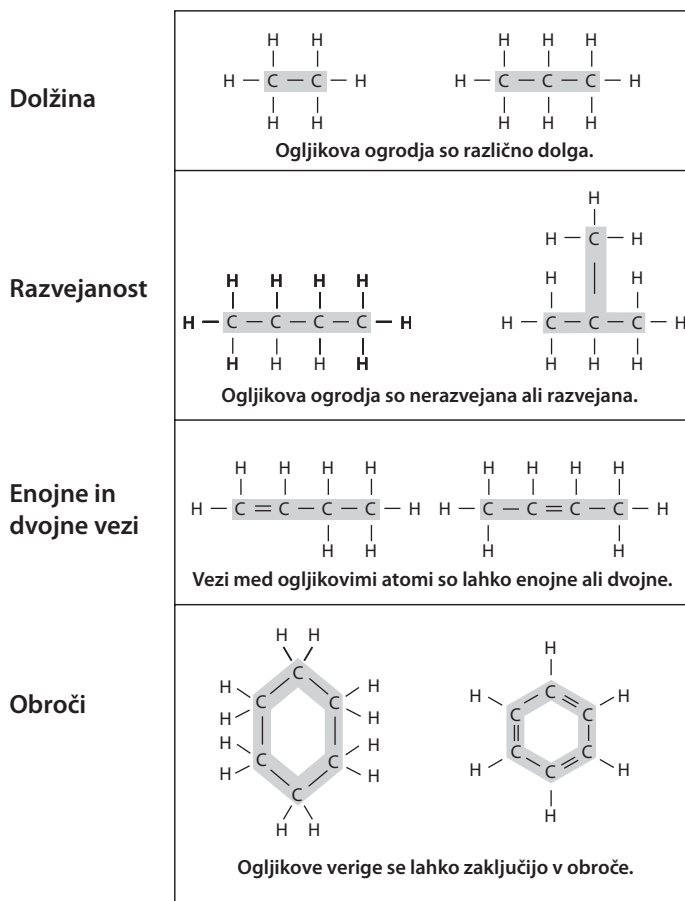 Dolžina
H H H H H
H — C — C — H H — C — C — C — H
H H H H H
Ogljikova ogrodja so različno dolga.
Razvejanost
H
H — C — H
H H H H H H
H — C — C — C — C — H H — C — C — C — H
H H H H H H H
Ogljikova ogrodja so nerazvejana ali razvejana.
Enojne in
dvojne vezi
H H H H H H H H
H — C = C — C — C — H H — C — C = C — C — H
H H H H
H
Vezi med ogljikovimi atomi so lahko enojne ali dvojne.
Obroči
H H H
C C
H C C H H C C H
H H
H C C H H C C H
H H
C C
H H H
Ogljikove verige se lahko zaključijo v obroče.